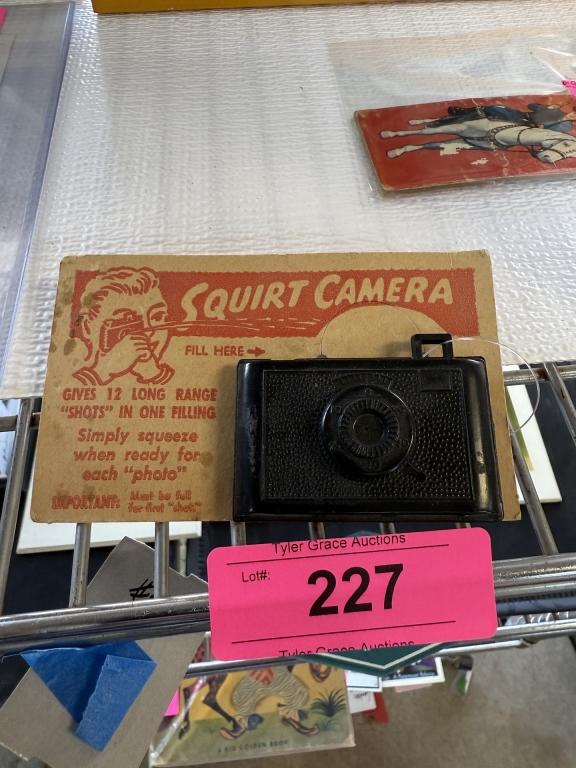 SQUIRT CAMERA
FILL HERE
GIVES 12 LONG RANGE
"SHOTS" IN ONE FILLING
Simply squeeze
when ready for
each "photo"
IMPORTANT: Must be full
for first "shot."
Tyler Grace Auctions
Lot#:
227
Tyler Grace Auctions
A BIG GOLDEN BOOK